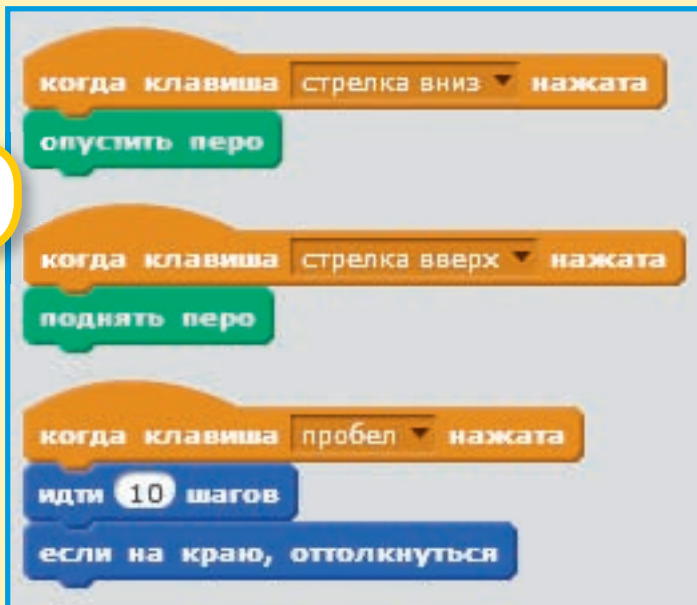 когда клавиша стрелка вниз нажата
опустить перо
когда клавиша стрелка вверх нажата
поднять перо
когда клавиша пробел нажата
идти 10 шагов
если на краю, оттолкнуться